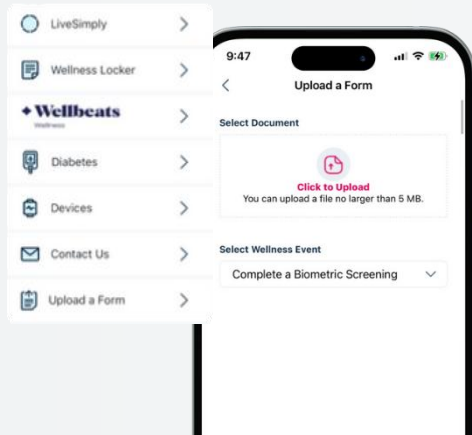 LiveSimply
Wellness Locker
Wellbeats
Wellness
Diabetes
Devices
Contact Us
Upload a Form
9:47
Upload a Form
Select Document
Click to Upload
You can upload a file no larger than 5 MB.
Select Wellness Event
Complete a Biometric Screening